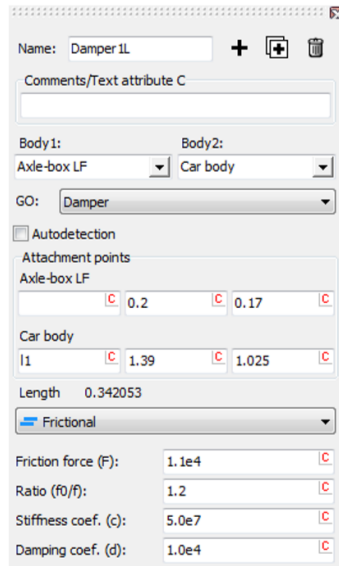 Name: Damper 1L
Comments/Text attribute C
Body1: Body2:
Axle-box LF Car body
GO: Damper
Autodetection
Attachment points
Axle-box LF
C 0.2 C 0.17 C
Car body
l1 C 1.39 C 1.025 C
Length 0.342053
Frictional
Friction force (F): 1.1e4 C
Ratio (f0/f): 1.2 C
Stiffness coef. (c): 5.0e7 C
Damping coef. (d): 1.0e4 C